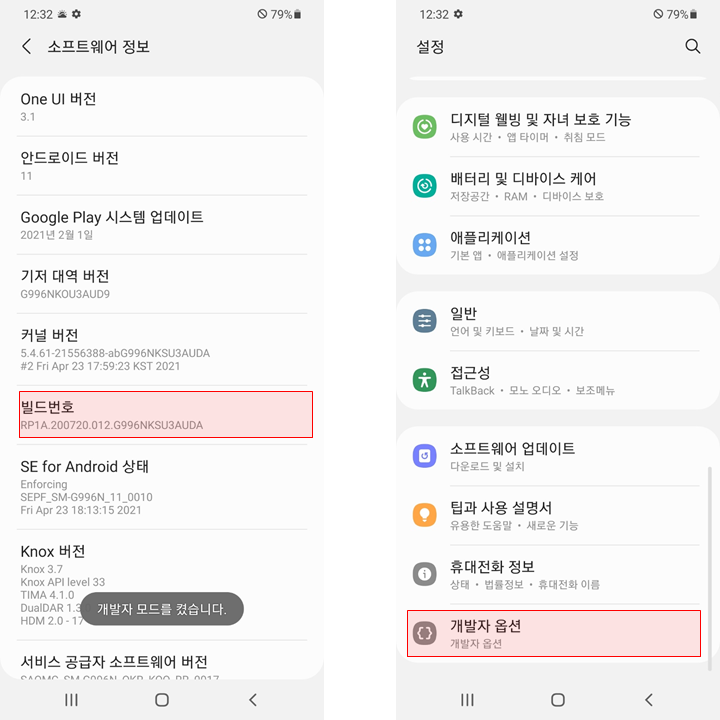 12:32
79%
소프트웨어 정보
One UI 버전
3.1
안드로이드 버전
11
Google Play 시스템 업데이트
2021년 2월 1일
기저 대역 버전
G996NKOU3AUD9
커널 버전
5.4.61-21556388-abG996NKSU3AUDA
#2 Fri Apr 23 17:59:23 KST 2021
빌드번호
RP1A.200720.012.G996NKSU3AUDA
SE for Android 상태
Enforcing
SEPF_SM-G996N_11_0010
Fri Apr 23 18:13:15 2021
Knox 버전
Knox 3.7
Knox API level 33
TIMA 4.1.0
DualDAR 1.3
HDM 2.0 - 17
개발자 모드를 켰습니다.
서비스 공급자 소프트웨어 버전
12:32
79%
설정
디지털 웰빙 및 자녀 보호 기능
사용 시간 • 앱 타이머 • 취침 모드
배터리 및 디바이스 케어
저장공간 • RAM • 디바이스 보호
애플리케이션
기본 앱 • 애플리케이션 설정
일반
언어 및 키보드 • 날짜 및 시간
접근성
TalkBack • 모노 오디오 • 보조메뉴
소프트웨어 업데이트
다운로드 및 설치
팁과 사용 설명서
유용한 도움말 • 새로운 기능
휴대전화 정보
상태 • 법률정보 • 휴대전화 이름
개발자 옵션
개발자 옵션